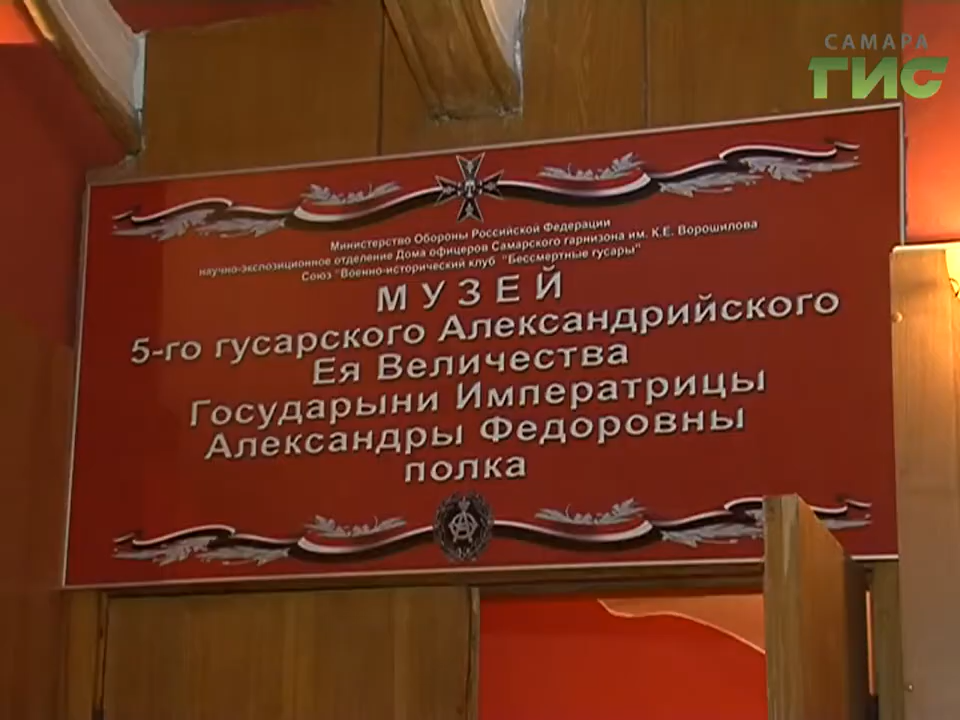 САМАРА
ГИС
Министерство Обороны Российской Федерации
научно-экспозиционное отделение Дома офицеров Самарского гарнизона им. К.Е. Ворошилова
Союз "Военно-исторический клуб "Бессмертные гусары"
МУЗЕЙ
5-го гусарского Александрийского
Ея Величества
Государыни Императрицы
Александры Федоровны
полка